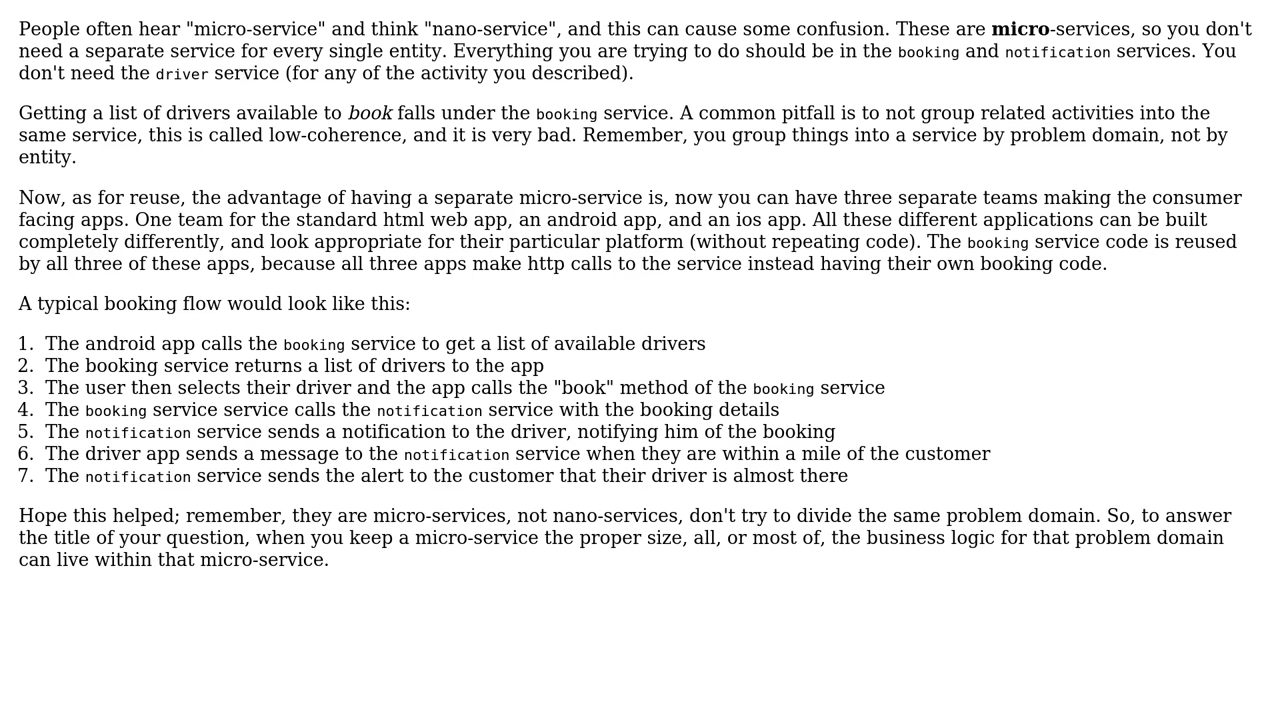 People often hear "micro-service" and think "nano-service", and this can cause some confusion. These are micro-services, so you don't
need a separate service for every single entity. Everything you are trying to do should be in the booking and notification services. You
don't need the driver service (for any of the activity you described).
Getting a list of drivers available to book falls under the booking service. A common pitfall is to not group related activities into the
same service, this is called low-coherence, and it is very bad. Remember, you group things into a service by problem domain, not by
entity.
Now, as for reuse, the advantage of having a separate micro-service is, now you can have three separate teams making the consumer
facing apps. One team for the standard html web app, an android app, and an ios app. All these different applications can be built
completely differently, and look appropriate for their particular platform (without repeating code). The booking service code is reused
by all three of these apps, because all three apps make http calls to the service instead having their own booking code.
A typical booking flow would look like this:
1. The android app calls the booking service to get a list of available drivers
2. The booking service returns a list of drivers to the app
3. The user then selects their driver and the app calls the "book" method of the booking service
4. The booking service service calls the notification service with the booking details
5. The notification service sends a notification to the driver, notifying him of the booking
6. The driver app sends a message to the notification service when they are within a mile of the customer
7. The notification service sends the alert to the customer that their driver is almost there
Hope this helped; remember, they are micro-services, not nano-services, don't try to divide the same problem domain. So, to answer
the title of your question, when you keep a micro-service the proper size, all, or most of, the business logic for that problem domain
can live within that micro-service.